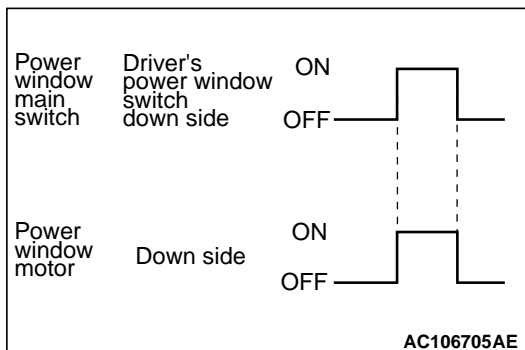 Power window main switch
Driver's power window switch down side
ON
OFF
Power window motor
Down side
ON
OFF
AC106705AE